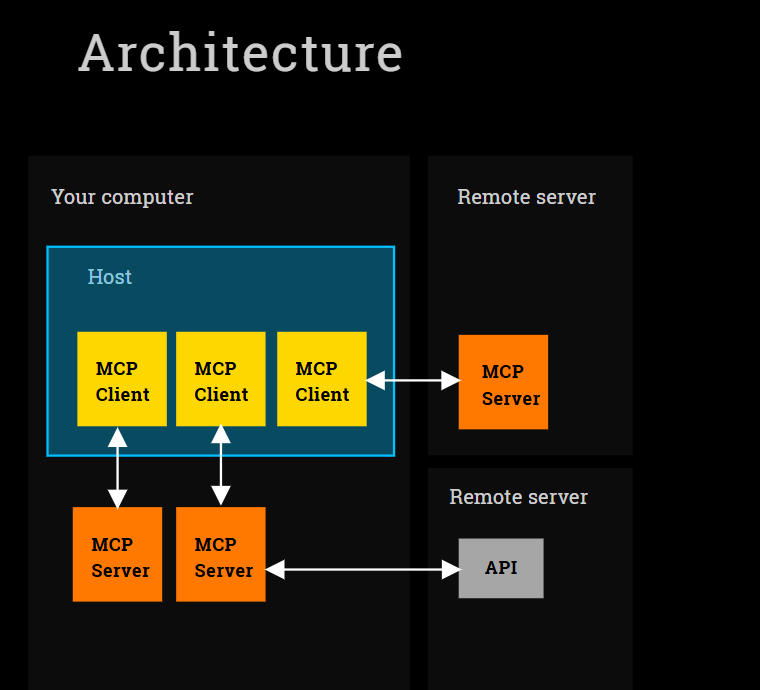 Architecture
Your computer
Remote server
Host
MCP
Client
MCP
Client
MCP
Client
MCP
Server
Remote server
MCP
Server
MCP
Server
API